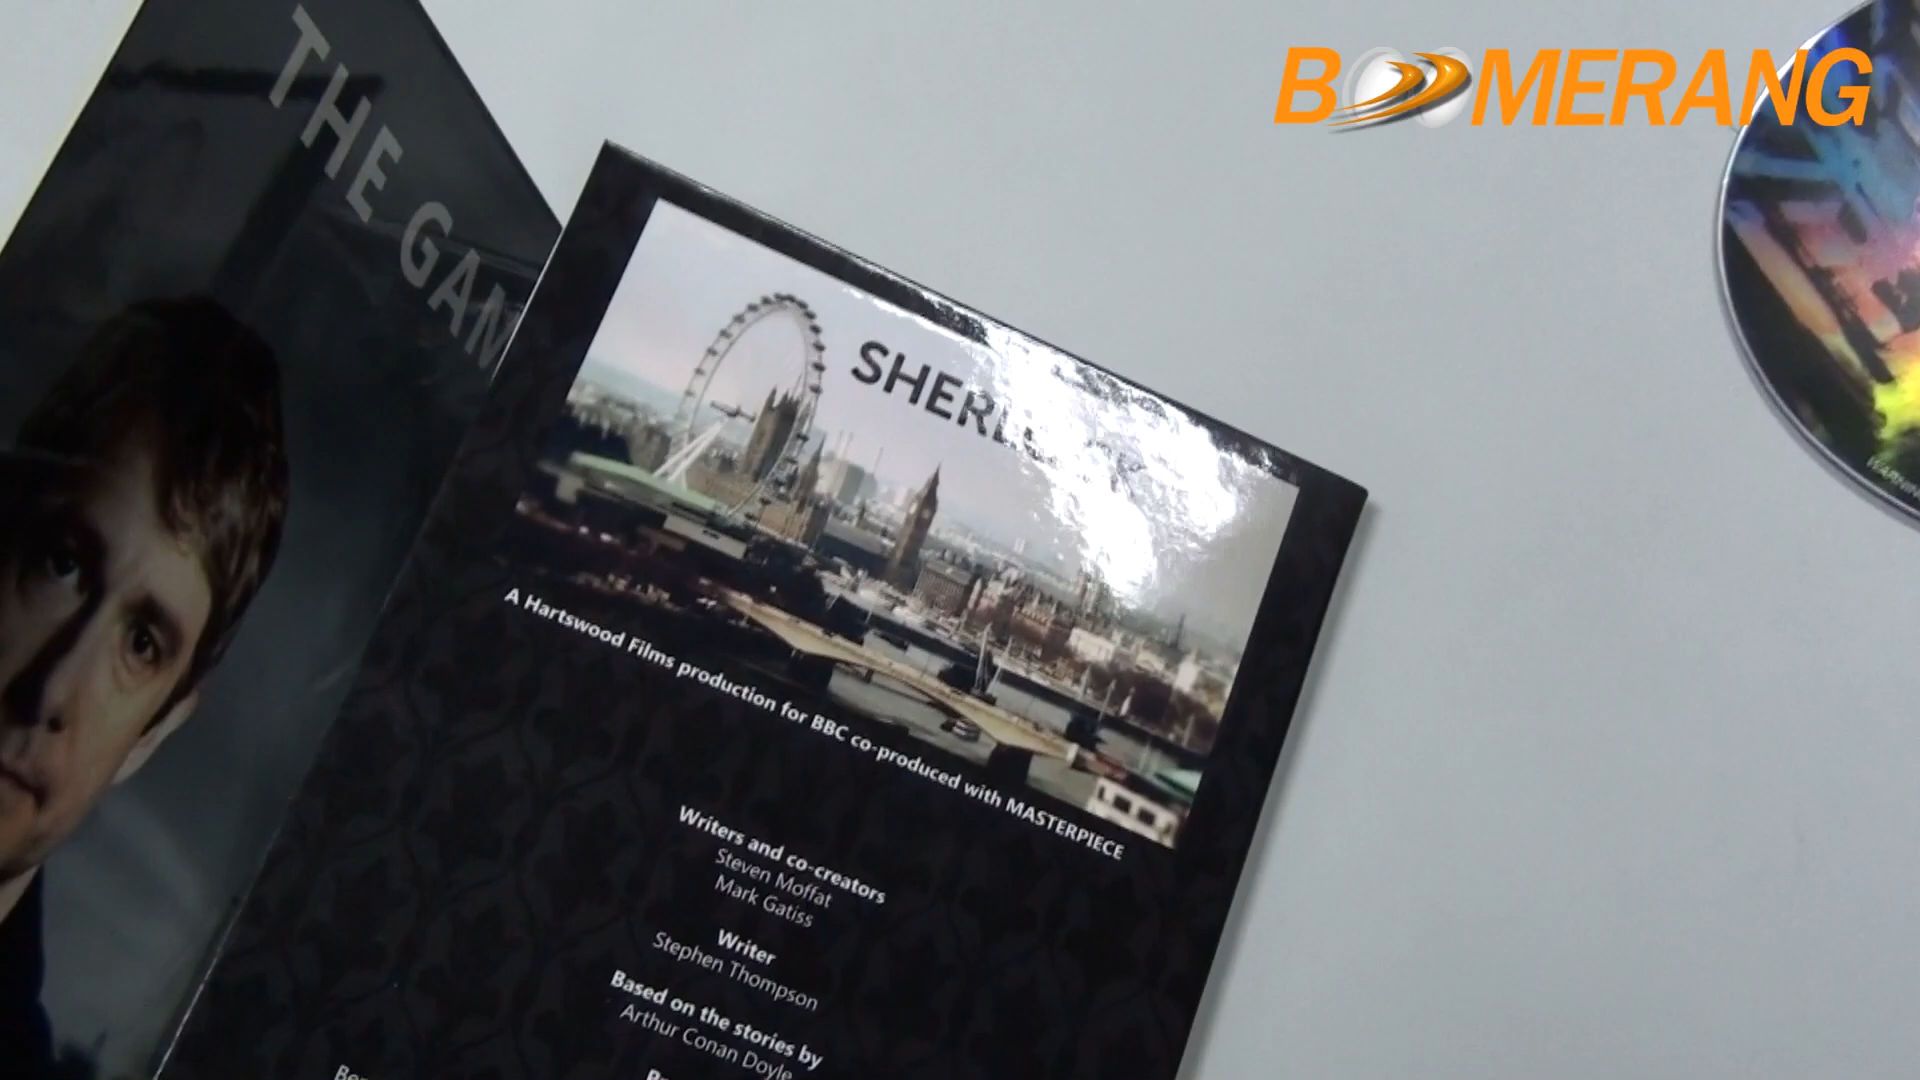 BOOMERANG
THE GAM
SHERLOCK
A Hartswood Films production for BBC co-produced with MASTERPIECE
Writers and co-creators
Steven Moffat
Mark Gatiss
Writer
Stephen Thompson
Based on the stories by
Arthur Conan Doyle